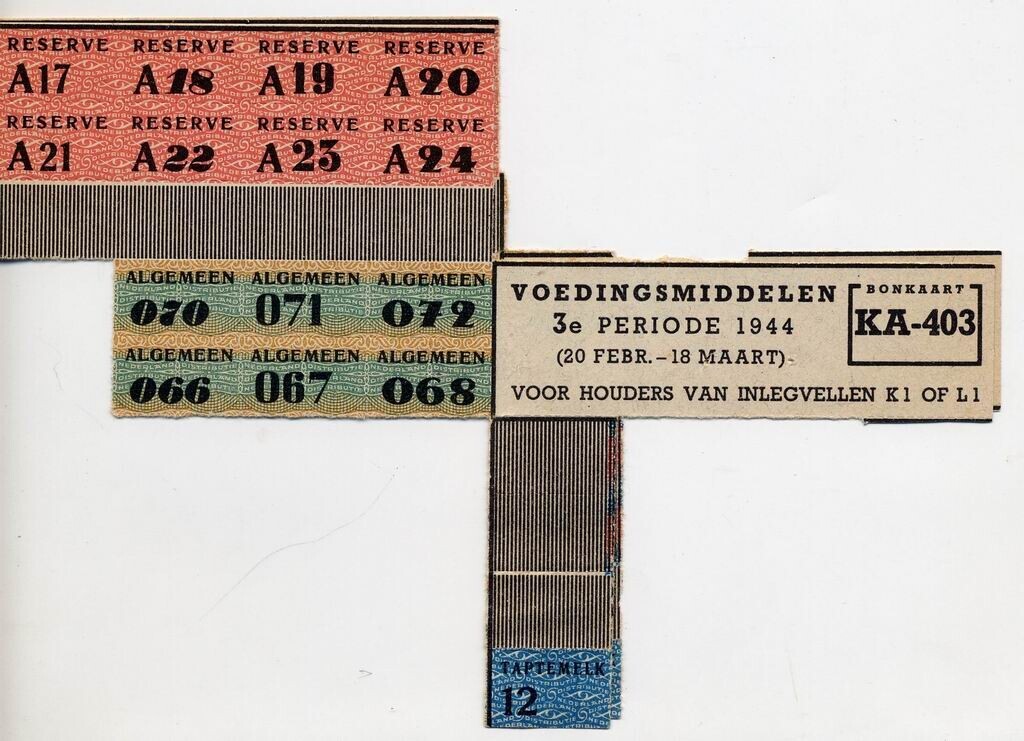 RESERVE RESERVE RESERVE RESERVE
A17 A18 A19 A20
RESERVE RESERVE RESERVE RESERVE
A21 A22 A23 A24
ALGEMEEN ALGEMEEN ALGEMEEN
070 071 072
ALGEMEEN ALGEMEEN ALGEMEEN
066 067 068
VOEDINGSMIDDELEN
3e PERIODE 1944
(20 FEBR.-18 MAART)
BONKAART
KA-403
VOOR HOUDERS VAN INLEGVELLEN K1 OF L1
TAPTEMELK
12